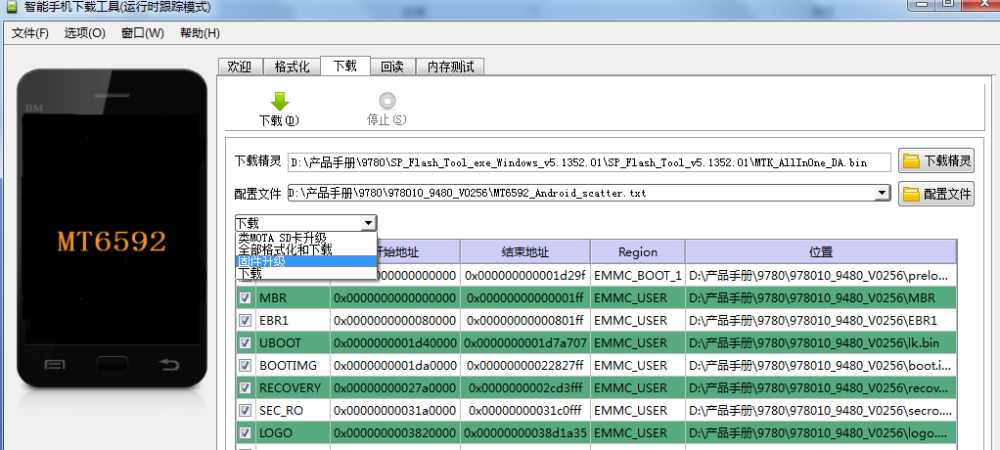 智能手机下载工具(运行时跟踪模式)
文件(F) 选项(O) 窗口(W) 帮助(H)
欢迎 格式化 下载 回读 内存测试
BM
下载(D) 停止(S)
下载精灵 D:\产品手册\9780\SP_Flash_Tool_exe_Windows_v5.1352.01\SP_Flash_Tool_v5.1352.01\MTK_AllInOne_DA.bin 下载精灵
配置文件 D:\产品手册\9780\978010_9480_V0256\MT6592_Android_scatter.txt 配置文件
MT6592
下载
类MOTA SD卡升级
全部格式化和下载
固件升级
下载
开始地址 结束地址 Region 位置
000000000000 0x000000000001d29f EMMC_BOOT_1 D:\产品手册\9780\978010_9480_V0256\prelo...
MBR 0x0000000000000000 0x00000000000001ff EMMC_USER D:\产品手册\9780\978010_9480_V0256\MBR
EBR1 0x0000000000080000 0x00000000000801ff EMMC_USER D:\产品手册\9780\978010_9480_V0256\EBR1
UBOOT 0x0000000001d40000 0x0000000001d7a707 EMMC_USER D:\产品手册\9780\978010_9480_V0256\lk.bin
BOOTIMG 0x0000000001da0000 0x00000000022827ff EMMC_USER D:\产品手册\9780\978010_9480_V0256\boot.i...
RECOVERY 0x00000000027a0000 0x0000000002cd3fff EMMC_USER D:\产品手册\9780\978010_9480_V0256\recov...
SEC_RO 0x00000000031a0000 0x00000000031c0fff EMMC_USER D:\产品手册\9780\978010_9480_V0256\secro....
LOGO 0x0000000003820000 0x00000000038d1a35 EMMC_USER D:\产品手册\9780\978010_9480_V0256\logo....